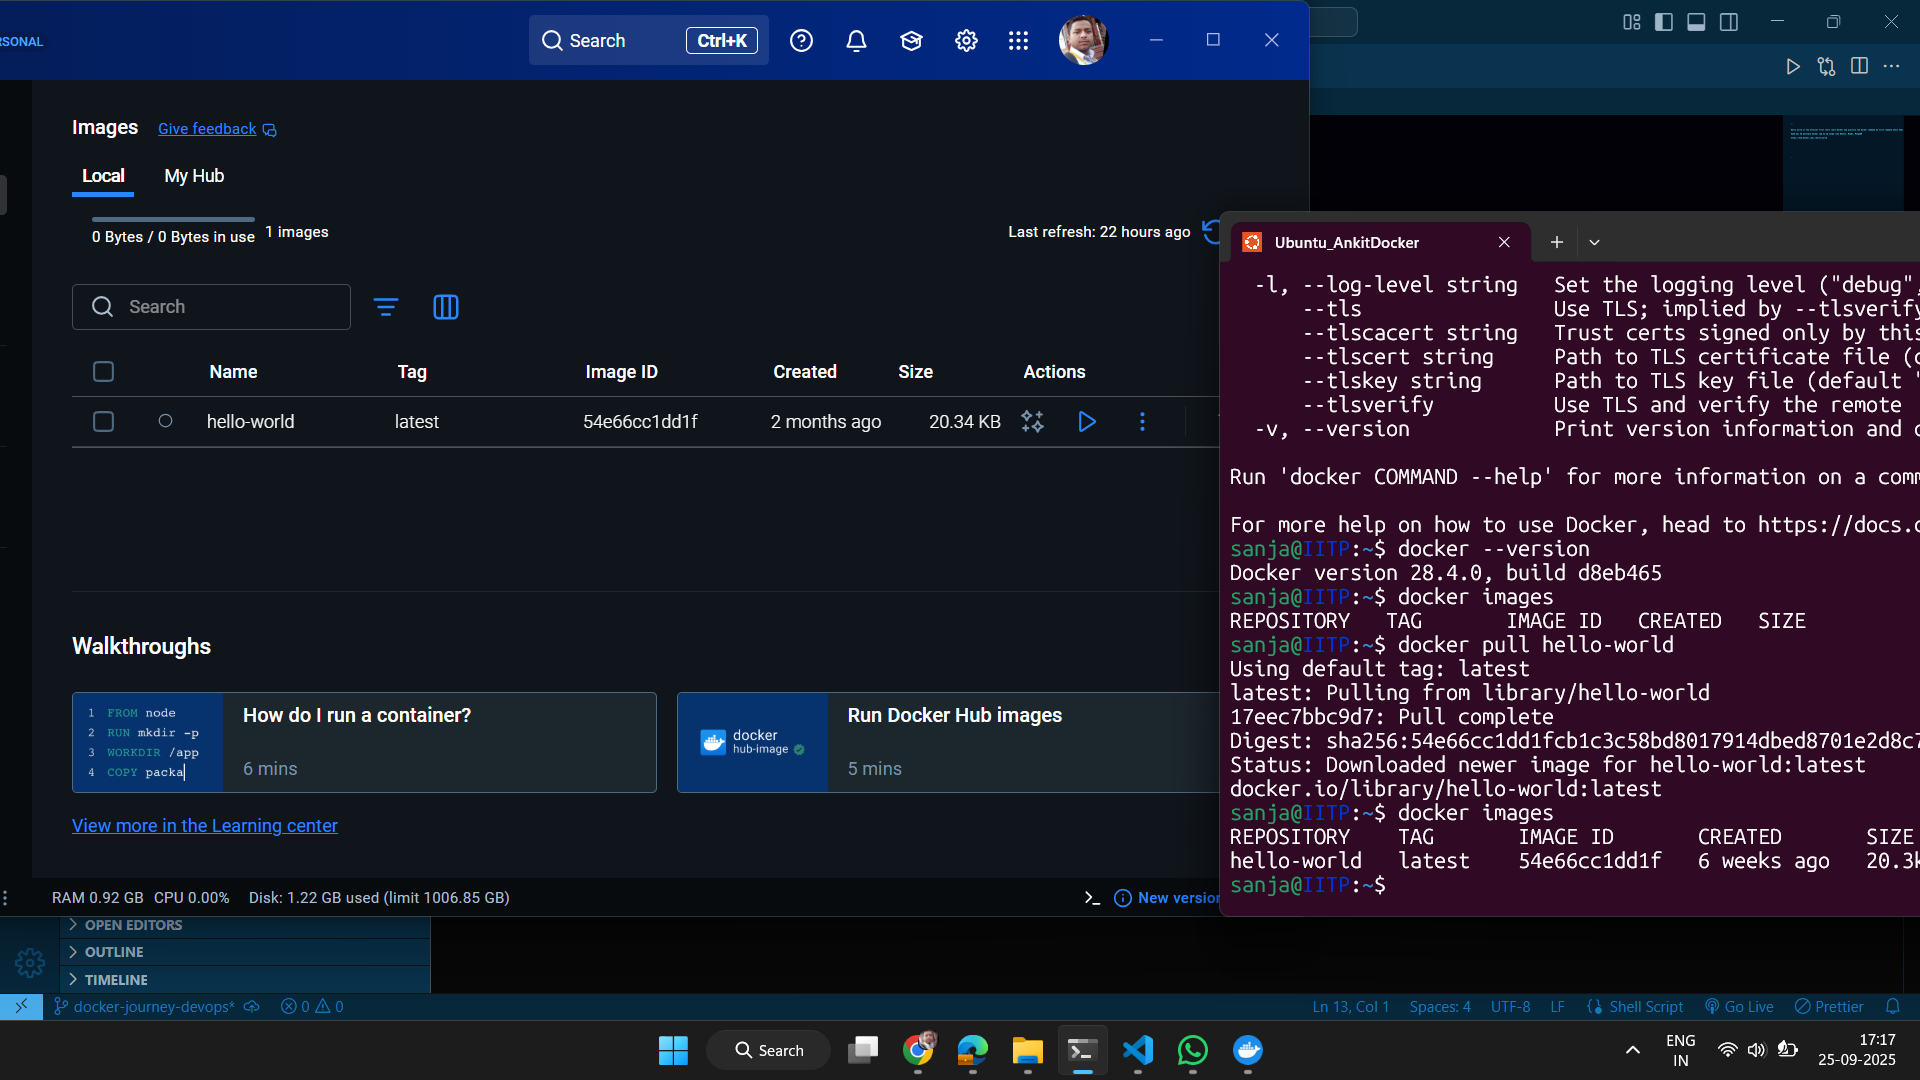 RSONAL
Search
Ctrl+K
Images
Give feedback
Local
My Hub
0 Bytes / 0 Bytes in use
1 images
Last refresh: 22 hours ago
Search
Name Tag Image ID Created Size Actions
hello-world latest 54e66cc1dd1f 2 months ago 20.34 KB
Walkthroughs
1 FROM node
2 RUN mkdir -p
3 WORKDIR /app
4 COPY packa
How do I run a container?
6 mins
docker
hub-image
Run Docker Hub images
5 mins
View more in the Learning center
RAM 0.92 GB CPU 0.00% Disk: 1.22 GB used (limit 1006.85 GB)
New version
Ubuntu_AnkitDocker
-l, --log-level string Set the logging level ("debug",
--tls Use TLS; implied by --tlsverify
--tlscacert string Trust certs signed only by this
--tlscert string Path to TLS certificate file (d
--tlskey string Path to TLS key file (default "
--tlsverify Use TLS and verify the remote
-v, --version Print version information and q
Run 'docker COMMAND --help' for more information on a comm
For more help on how to use Docker, head to https://docs.d
sanja@IITP:~$ docker --version
Docker version 28.4.0, build d8eb465
sanja@IITP:~$ docker images
REPOSITORY TAG IMAGE ID CREATED SIZE
sanja@IITP:~$ docker pull hello-world
Using default tag: latest
latest: Pulling from library/hello-world
17eec7bbc9d7: Pull complete
Digest: sha256:54e66cc1dd1fcb1c3c58bd8017914dbed8701e2d8c7
Status: Downloaded newer image for hello-world:latest
docker.io/library/hello-world:latest
sanja@IITP:~$ docker images
REPOSITORY TAG IMAGE ID CREATED SIZE
hello-world latest 54e66cc1dd1f 6 weeks ago 20.3k
sanja@IITP:~$
OPEN EDITORS
OUTLINE
TIMELINE
docker-journey-devops* 0 0
Ln 13, Col 1 Spaces: 4 UTF-8 LF Shell Script Go Live Prettier
Search
ENG
IN
17:17
25-09-2025